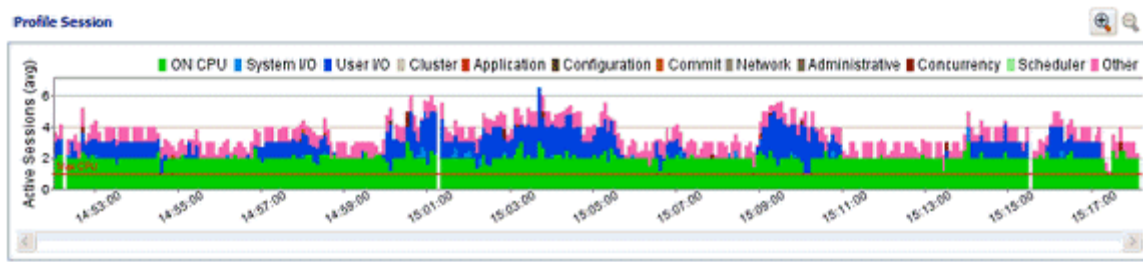 Profile Session
ON CPU System I/O User I/O Cluster Application Configuration Commit Network Administrative Concurrency Scheduler Other
Active Sessions (avg)
6
4
2
0
CPU
14:53:00 14:55:00 14:57:00 14:59:00 15:01:00 15:03:00 15:05:00 15:07:00 15:09:00 15:11:00 15:13:00 15:15:00 15:17:00